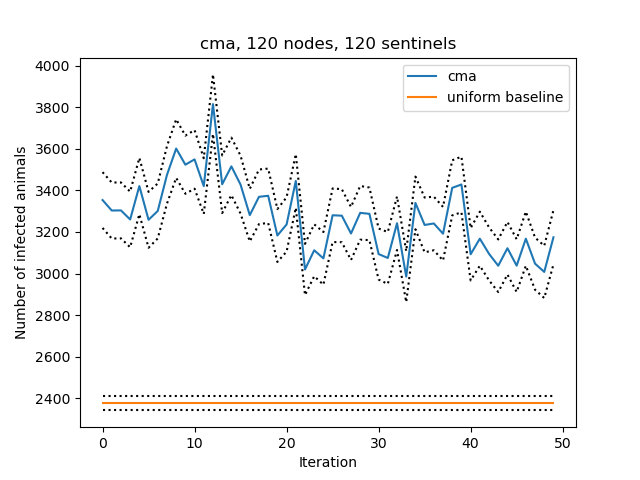 cma, 120 nodes, 120 sentinels
4000
3800
3600
3400
3200
3000
2800
2600
2400
Number of infected animals
cma
uniform baseline
0 10 20 30 40 50
Iteration